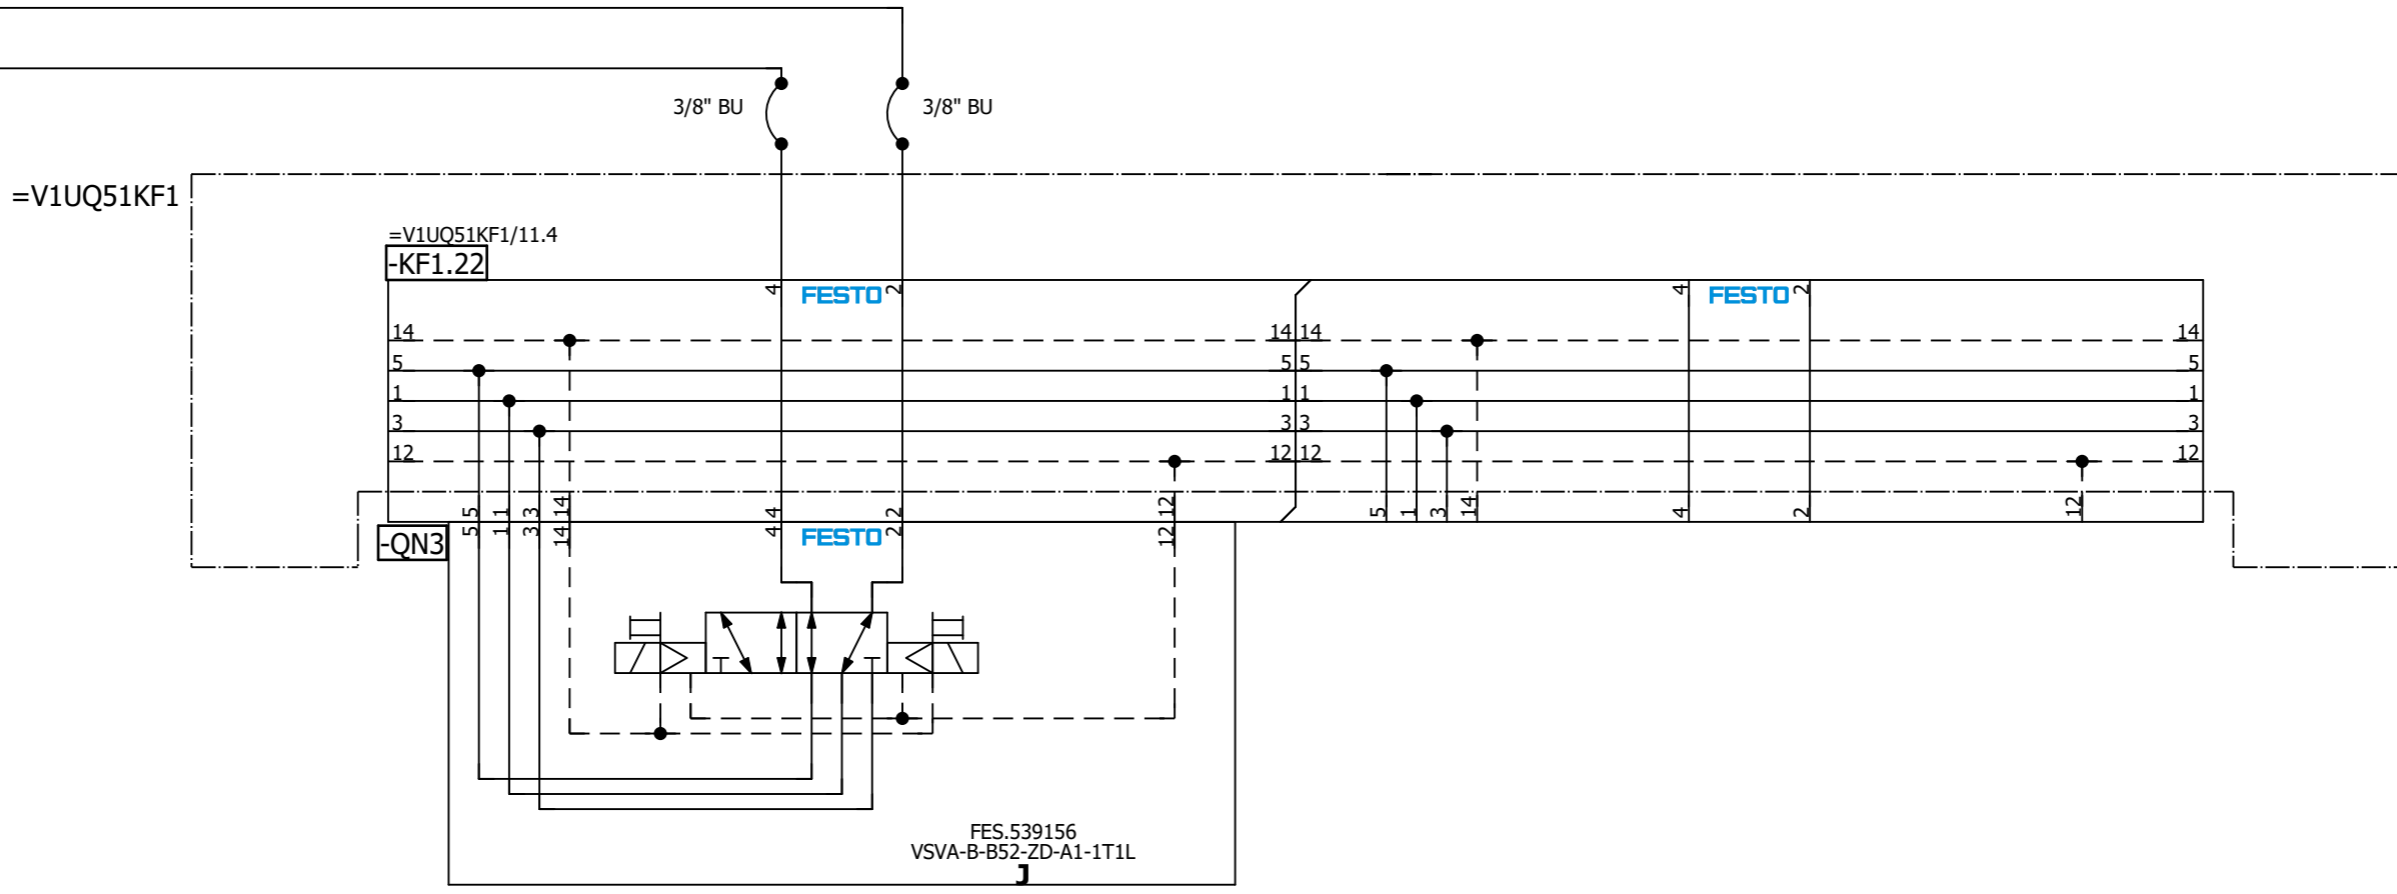 3/8" BU
3/8" BU
=V1UQ51KF1
=V1UQ51KF1/11.4
-KF1.22
4 FESTO 2 4 FESTO 2
14 14 14 14
5 5 5 5
1 1 1 1
3 3 3 3
12 12 12 12
5 1 3 14 4 2 12 5 1 3 14 4 2 12
-QN3
5 1 3 14 4 FESTO 2 12
FES.539156
VSVA-B-B52-ZD-A1-1T1L
J